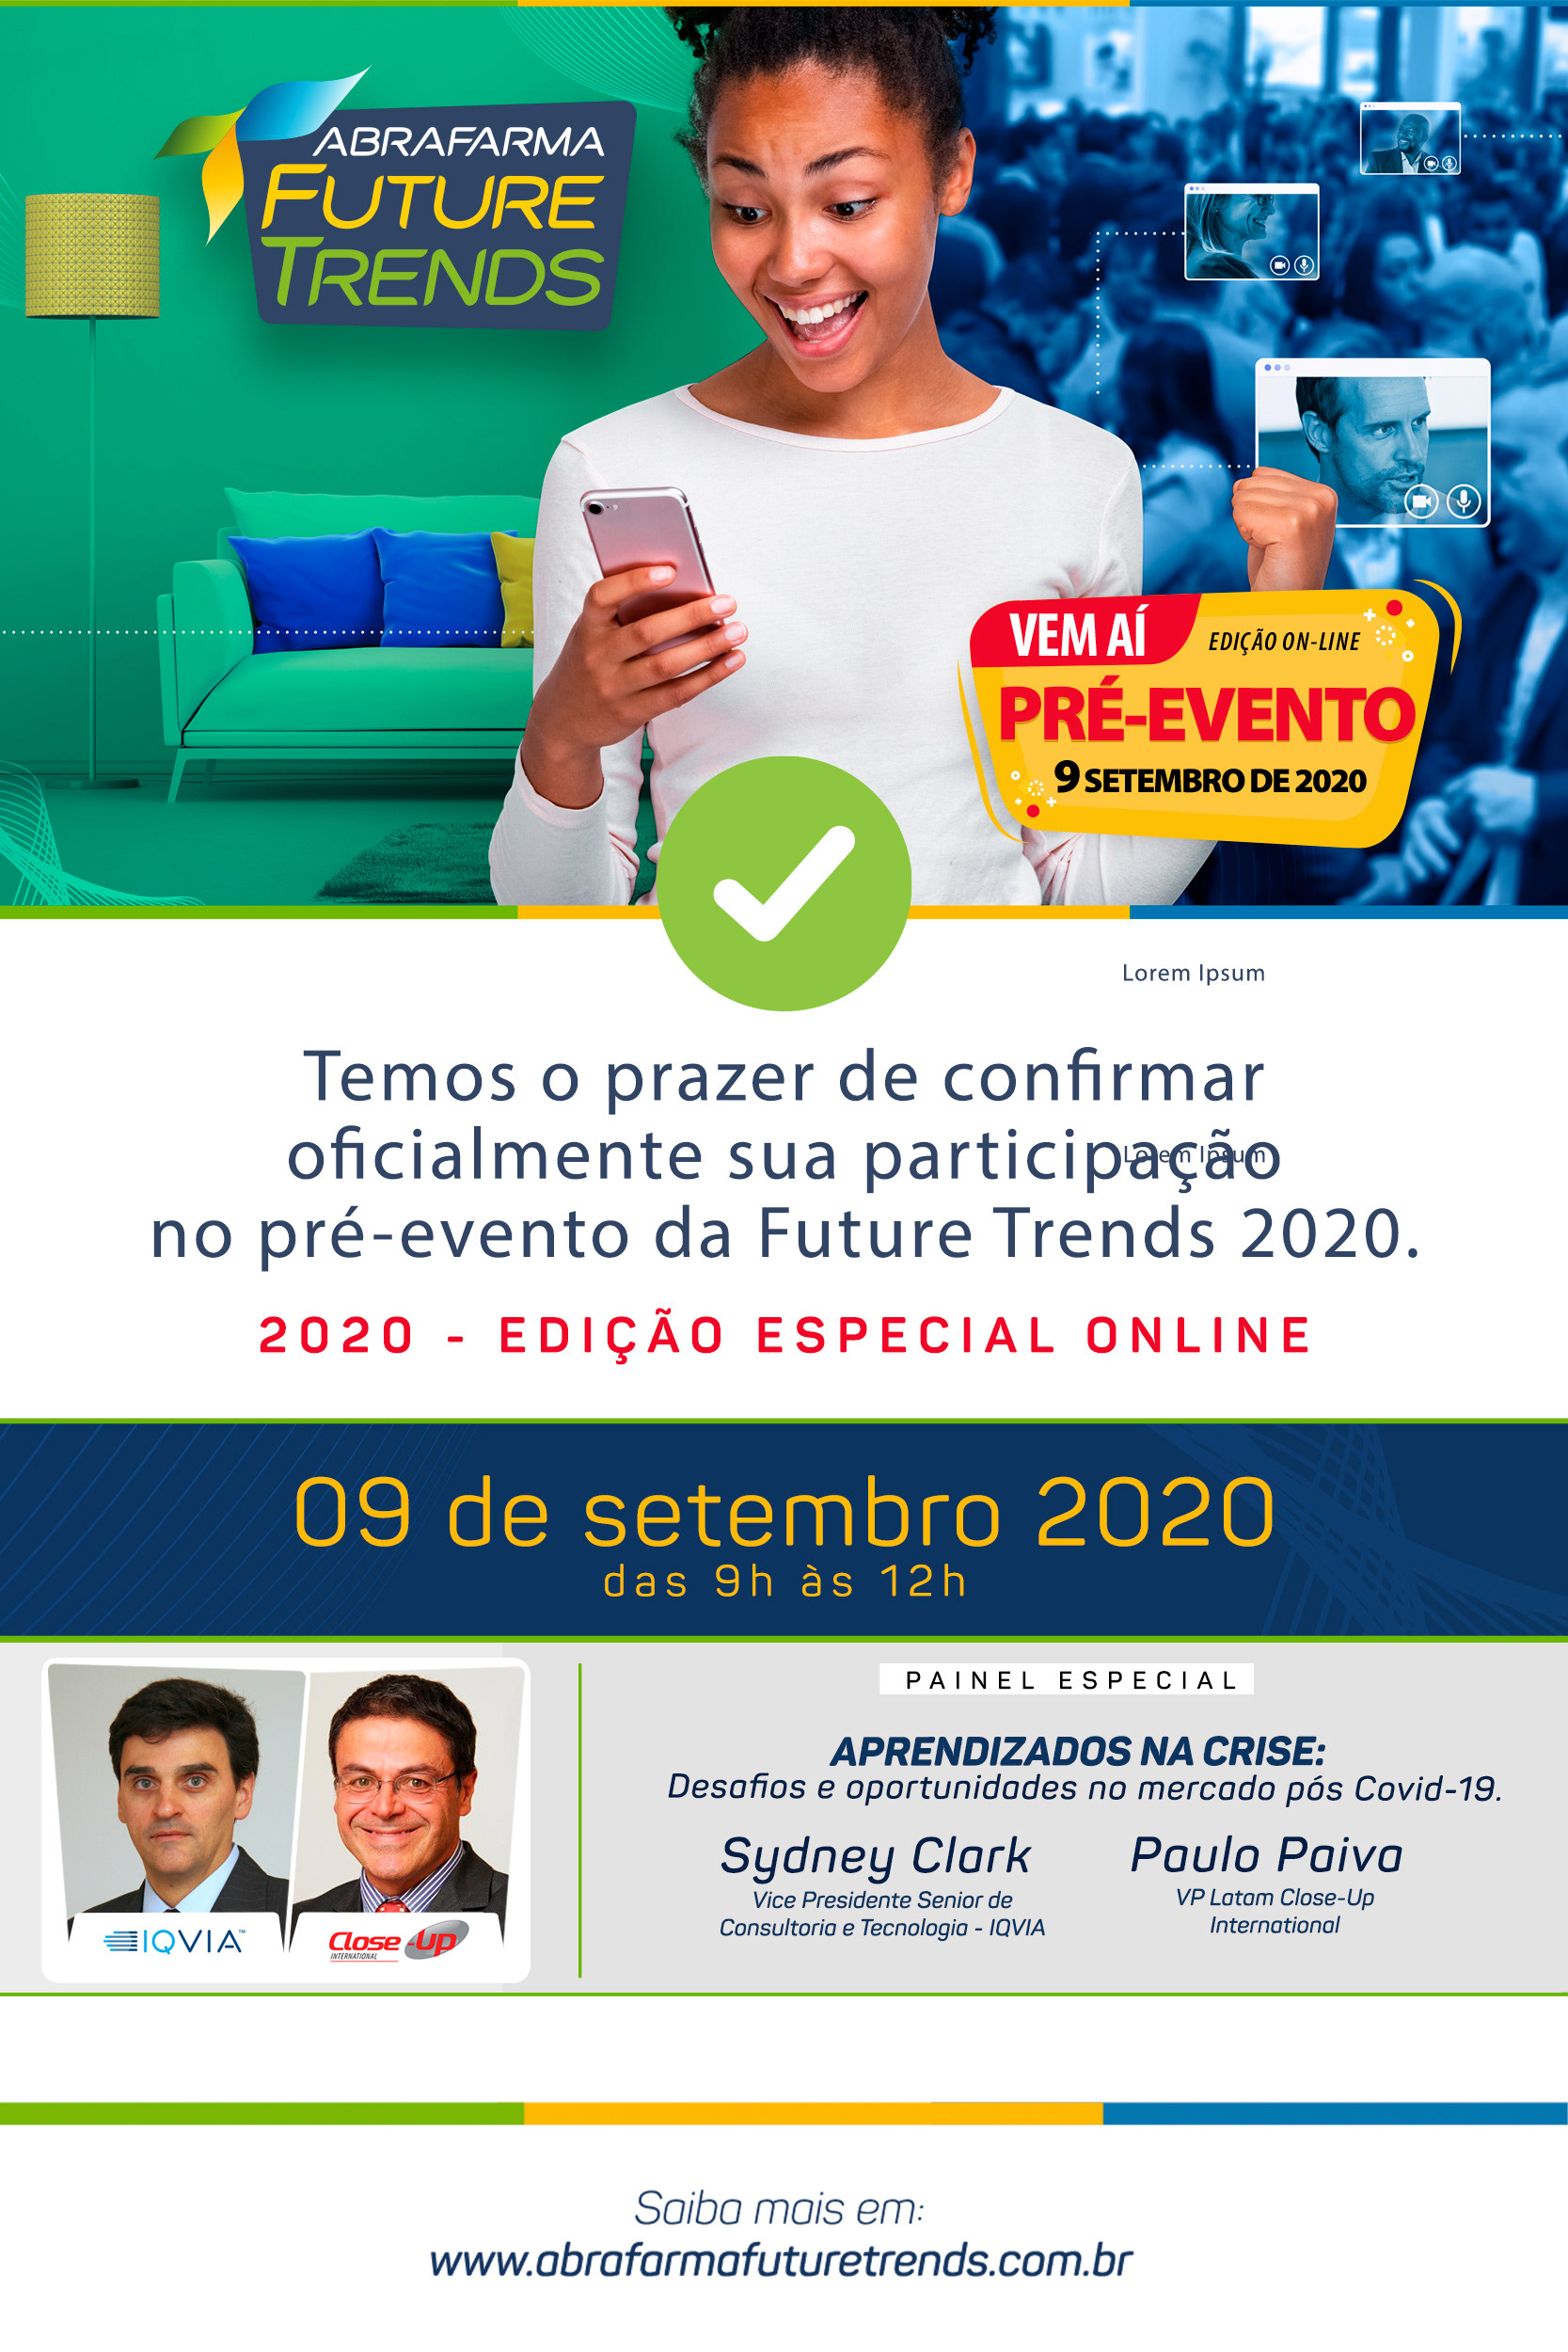 ABRAFARMA
FUTURE
TRENDS
VEM AÍ
EDIÇÃO ON-LINE
PRÉ-EVENTO
9 SETEMBRO DE 2020
Lorem Ipsum
Temos o prazer de confirmar
oficialmente sua participação
Lorem Ipsum
no pré-evento da Future Trends 2020.
2020 - EDIÇÃO ESPECIAL ONLINE
09 de setembro 2020
das 9h às 12h
IQVIA™
Close-Up
INTERNATIONAL
PAINEL ESPECIAL
APRENDIZADOS NA CRISE:
Desafios e oportunidades no mercado pós Covid-19.
Sydney Clark
Vice Presidente Senior de
Consultoria e Tecnologia - IQVIA
Paulo Paiva
VP Latam Close-Up
International
Saiba mais em:
www.abrafarmafuturetrends.com.br